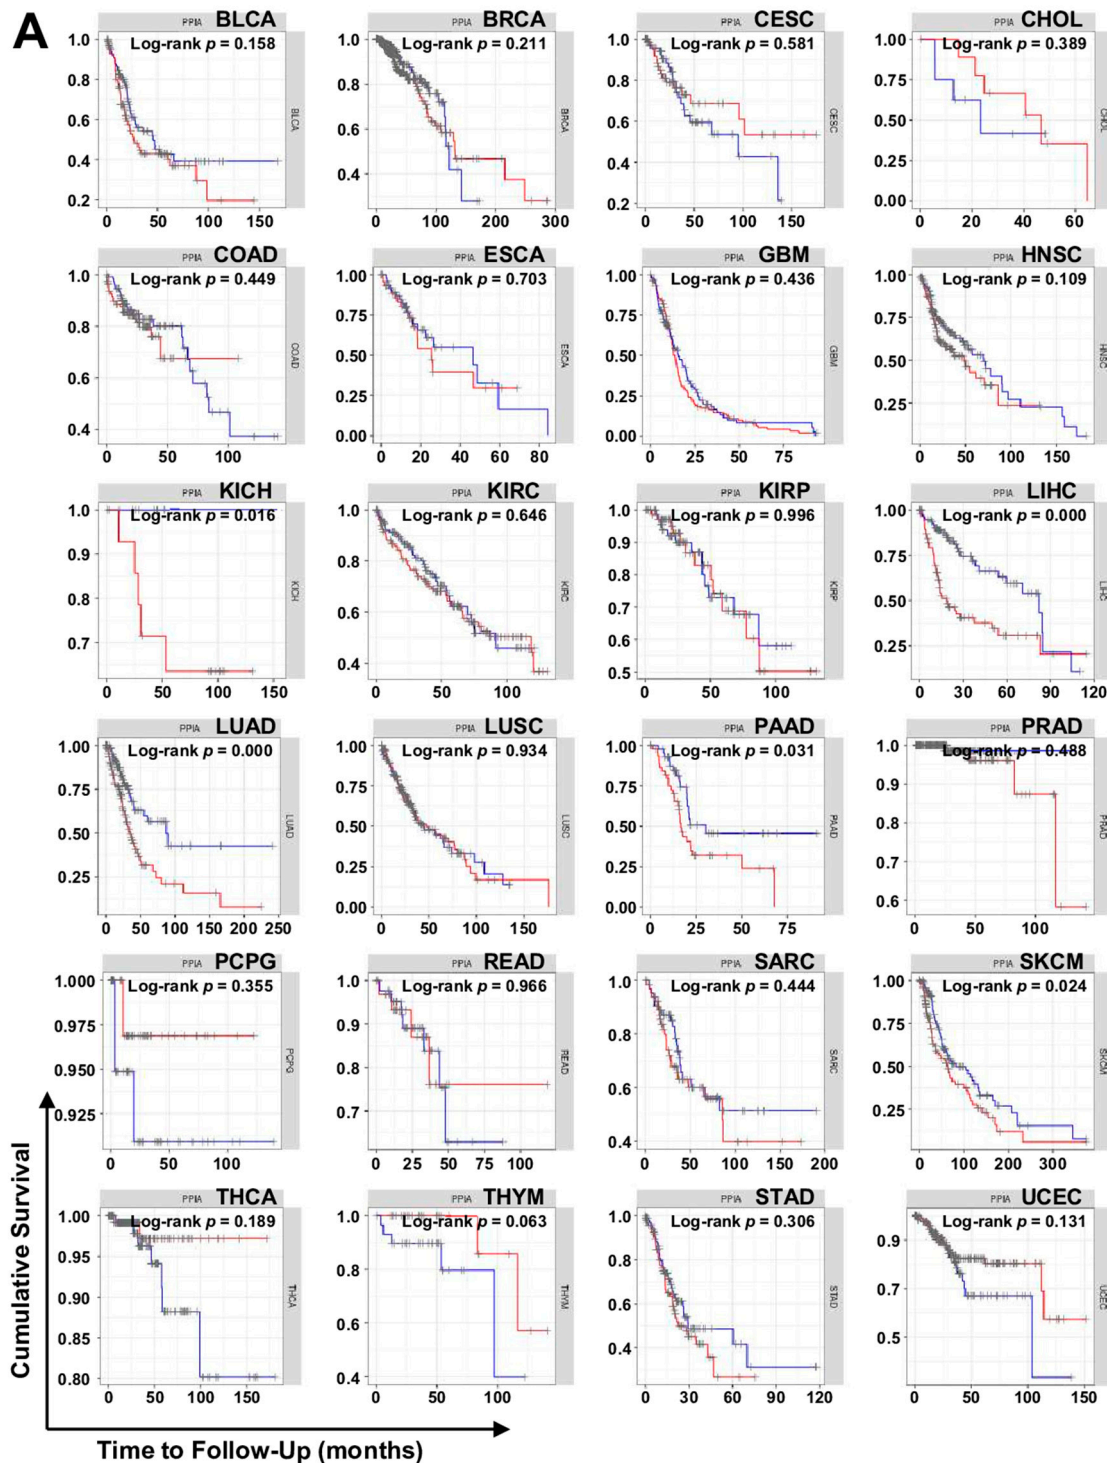 A
PPIA BLCA
Log-rank p = 0.158
1.0
0.8
0.6
0.4
0.2
BLCA
0 50 100 150
PPIA BRCA
Log-rank p = 0.211
1.0
0.8
0.6
0.4
BRCA
0 100 200 300
PPIA CESC
Log-rank p = 0.581
1.0
0.8
0.6
0.4
0.2
CESC
0 50 100 150
PPIA CHOL
Log-rank p = 0.389
1.00
0.75
0.50
0.25
0.00
CHOL
0 20 40 60
PPIA COAD
Log-rank p = 0.449
1.0
0.8
0.6
0.4
COAD
0 50 100
PPIA ESCA
Log-rank p = 0.703
1.00
0.75
0.50
0.25
0.00
ESCA
0 20 40 60 80
PPIA GBM
Log-rank p = 0.436
1.00
0.75
0.50
0.25
0.00
GBM
0 25 50 75
PPIA HNSC
Log-rank p = 0.109
1.00
0.75
0.50
0.25
HNSC
0 50 100 150
PPIA KICH
Log-rank p = 0.016
1.0
0.9
0.8
0.7
KICH
0 50 100 150
PPIA KIRC
Log-rank p = 0.646
1.0
0.8
0.6
0.4
KIRC
0 50 100
PPIA KIRP
Log-rank p = 0.996
1.0
0.9
0.8
0.7
0.6
0.5
KIRP
0 50 100
PPIA LIHC
Log-rank p = 0.000
1.00
0.75
0.50
0.25
LIHC
0 30 60 90 120
PPIA LUAD
Log-rank p = 0.000
1.00
0.75
0.50
0.25
LUAD
0 50 100 150 200 250
PPIA LUSC
Log-rank p = 0.934
1.00
0.75
0.50
0.25
0.00
LUSC
0 50 100 150
PPIA PAAD
Log-rank p = 0.031
1.00
0.75
0.50
0.25
0.00
PAAD
0 25 50 75
PPIA PRAD
Log-rank p = 0.488
1.0
0.9
0.8
0.7
0.6
PRAD
0 50 100
PPIA PCPG
Log-rank p = 0.355
1.000
0.975
0.950
0.925
PCPG
0 50 100
PPIA READ
Log-rank p = 0.966
1.0
0.9
0.8
0.7
READ
0 25 50 75 100
PPIA SARC
Log-rank p = 0.444
1.0
0.8
0.6
0.4
SARC
0 50 100 150 200
PPIA SKCM
Log-rank p = 0.024
1.00
0.75
0.50
0.25
SKCM
0 100 200 300
PPIA THCA
Log-rank p = 0.189
1.00
0.95
0.90
0.85
0.80
THCA
0 50 100 150
PPIA THYM
Log-rank p = 0.063
1.0
0.8
0.6
0.4
THYM
0 50 100
PPIA STAD
Log-rank p = 0.306
1.0
0.8
0.6
0.4
STAD
0 30 60 90 120
PPIA UCEC
Log-rank p = 0.131
0.9
0.7
0.5
UCEC
0 50 100 150
Cumulative Survival
Time to Follow-Up (months)